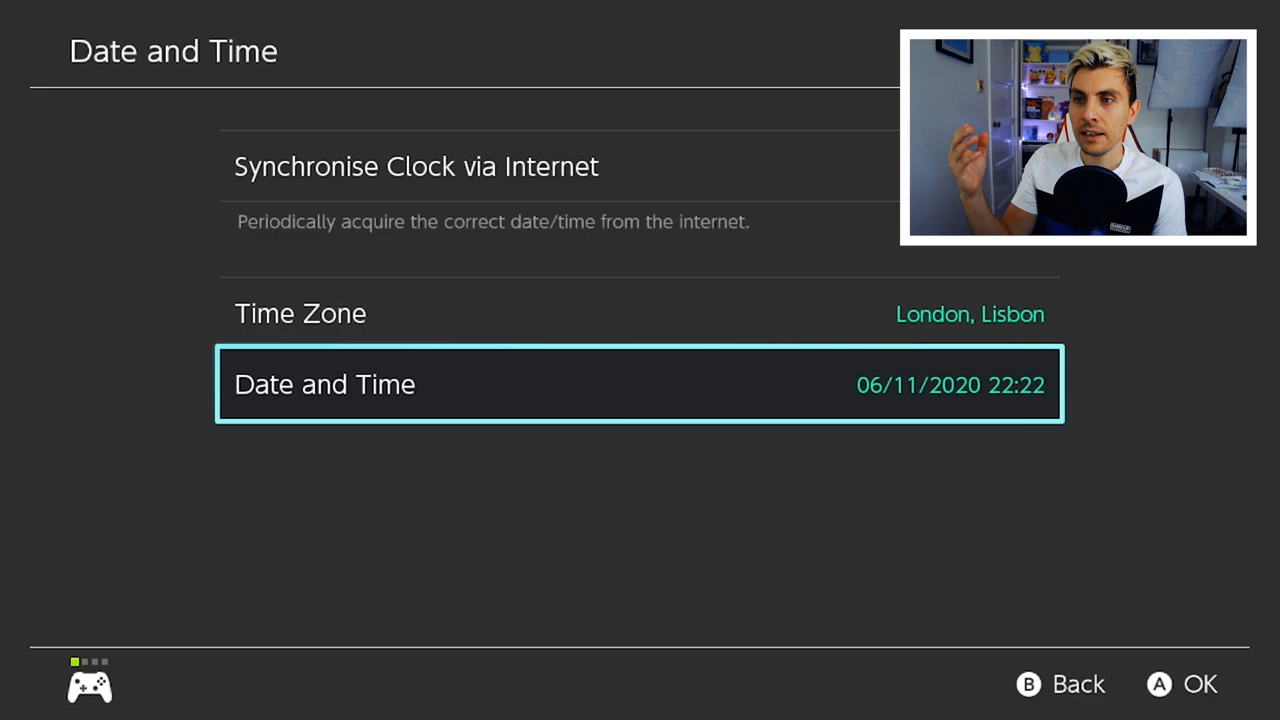 Date and Time
Synchronise Clock via Internet
Periodically acquire the correct date/time from the internet.
Time Zone
London, Lisbon
Date and Time
06/11/2020 22:22
B Back
A OK